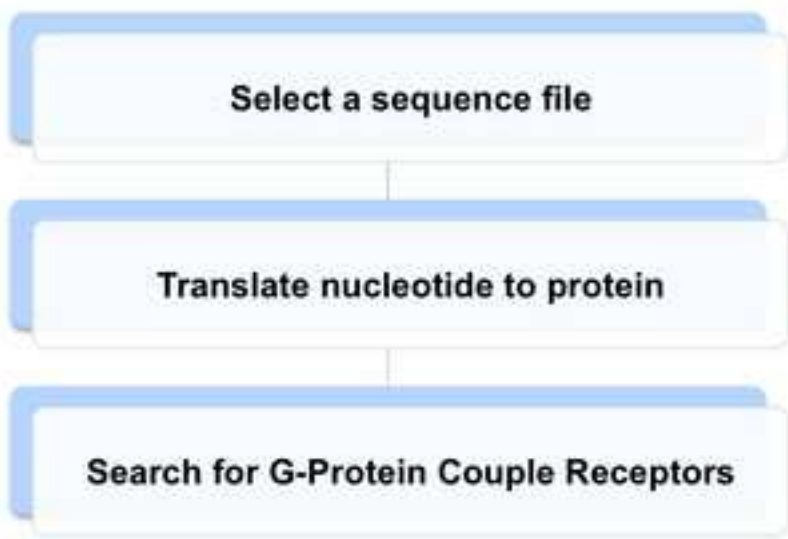 Select a sequence file
Translate nucleotide to protein
Search for G-Protein Couple Receptors